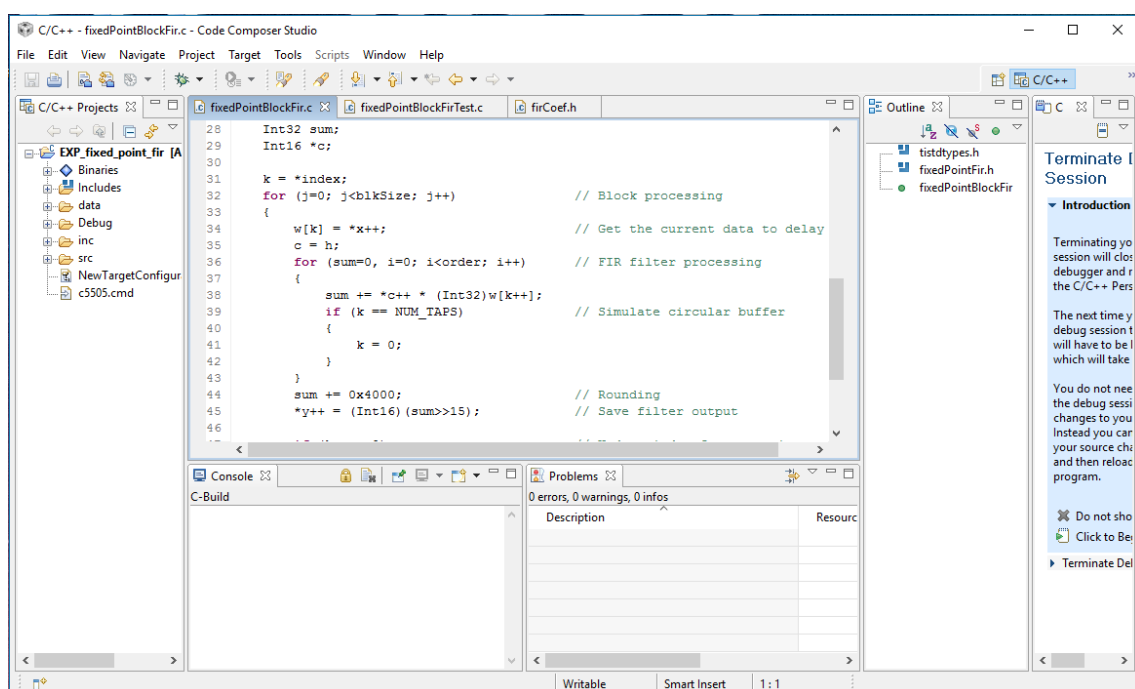 C/C++ - fixedPointBlockFir.c - Code Composer Studio
File Edit View Navigate Project Target Tools Scripts Window Help
C/C++
C/C++ Projects
EXP_fixed_point_fir [A
Binaries
Includes
data
Debug
inc
src
NewTargetConfigur
c5505.cmd
fixedPointBlockFir.c fixedPointBlockFirTest.c firCoef.h
28 Int32 sum;
29 Int16 *c;
30
31 k = *index;
32 for (j=0; j<blkSize; j++) // Block processing
33 {
34 w[k] = *x++; // Get the current data to delay
35 c = h;
36 for (sum=0, i=0; i<order; i++) // FIR filter processing
37 {
38 sum += *c++ * (Int32)w[k++];
39 if (k == NUM_TAPS) // Simulate circular buffer
40 {
41 k = 0;
42 }
43 }
44 sum += 0x4000; // Rounding
45 *y++ = (Int16)(sum>>15); // Save filter output
46
Console
C-Build
Problems
0 errors, 0 warnings, 0 infos
Description Resourc
Outline
tistdtypes.h
fixedPointFir.h
fixedPointBlockFir
C
Terminate D
Session
Introduction
Terminating yo
session will clos
debugger and r
the C/C++ Pers
The next time y
debug session t
will have to be l
which will take
You do not nee
the debug sessi
changes to you
Instead you car
your source cha
and then reloac
program.
Do not sho
Click to Be
Terminate Del
Writable Smart Insert 1 : 1